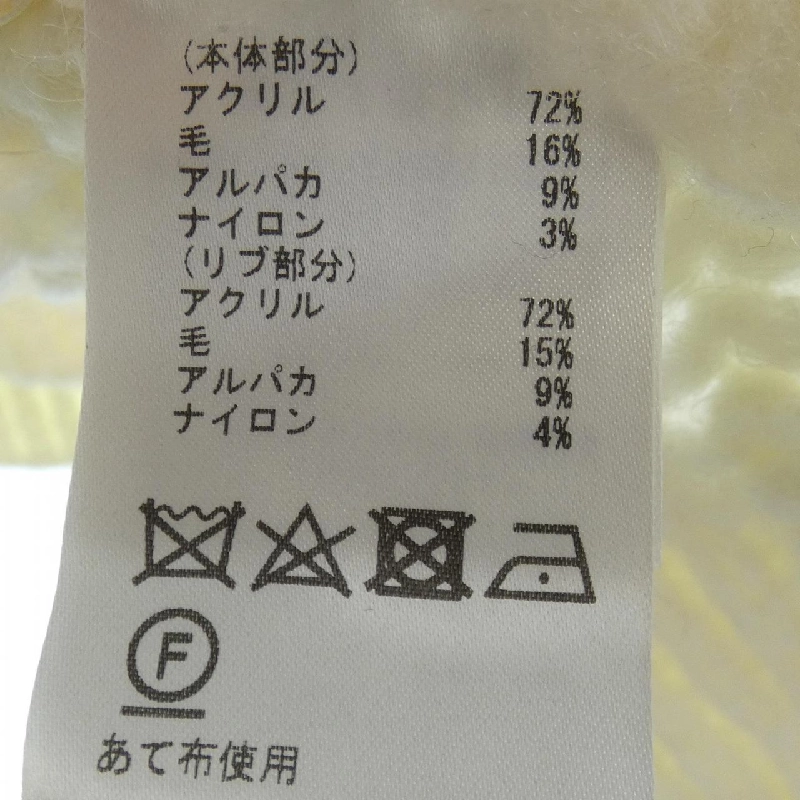 (本体部分)
アクリル 72%
毛 16%
アルパカ 9%
ナイロン 3%
(リブ部分)
アクリル 72%
毛 15%
アルパカ 9%
ナイロン 4%
F
あて布使用